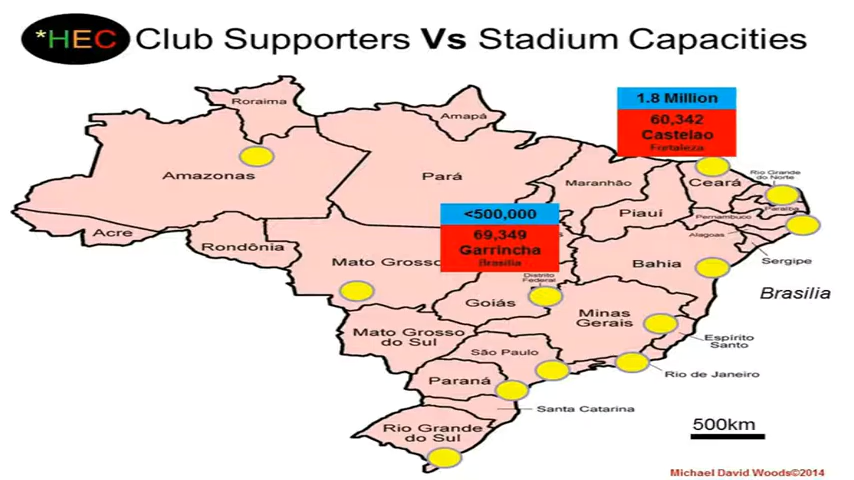 *HEC Club Supporters Vs Stadium Capacities
1.8 Million
60,342
Castelao
Fortaleza
Roraima
Amapá
Amazonas
Pará
Maranhão
Ceará
Rio Grande
do Norte
Paraiba
Piauí
Pernambuco
Acre
Rondônia
<500,000
69,349
Garrincha
Brasilia
Alagoas
Sergipe
Mato Grosso
Bahia
Distrito
Federal
Goiás
Brasilia
Minas
Gerais
Mato Grosso
do Sul
Espírito
Santo
São Paulo
Rio de Janeiro
Paraná
Santa Catarina
Rio Grande
do Sul
500km
Michael David Woods©2014